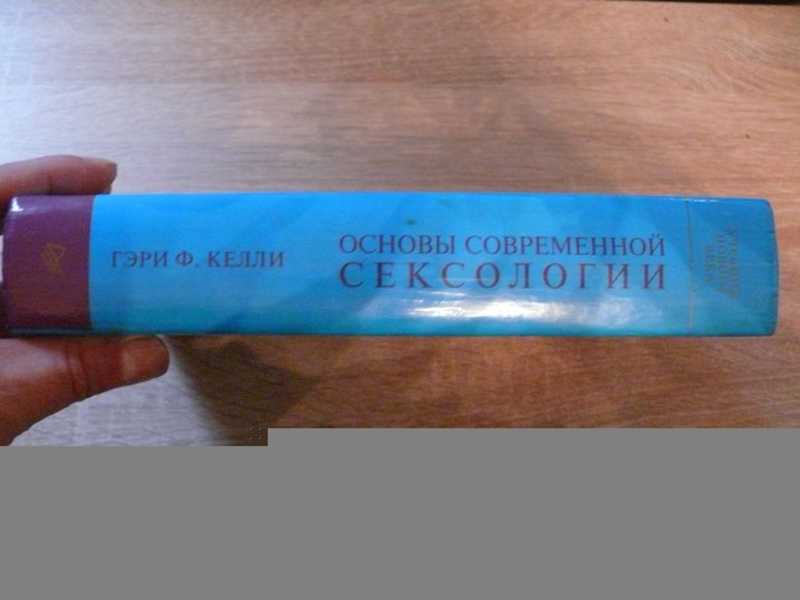 ГЭРИ Ф. КЕЛЛИ
ОСНОВЫ СОВРЕМЕННОЙ
СЕКСОЛОГИИ